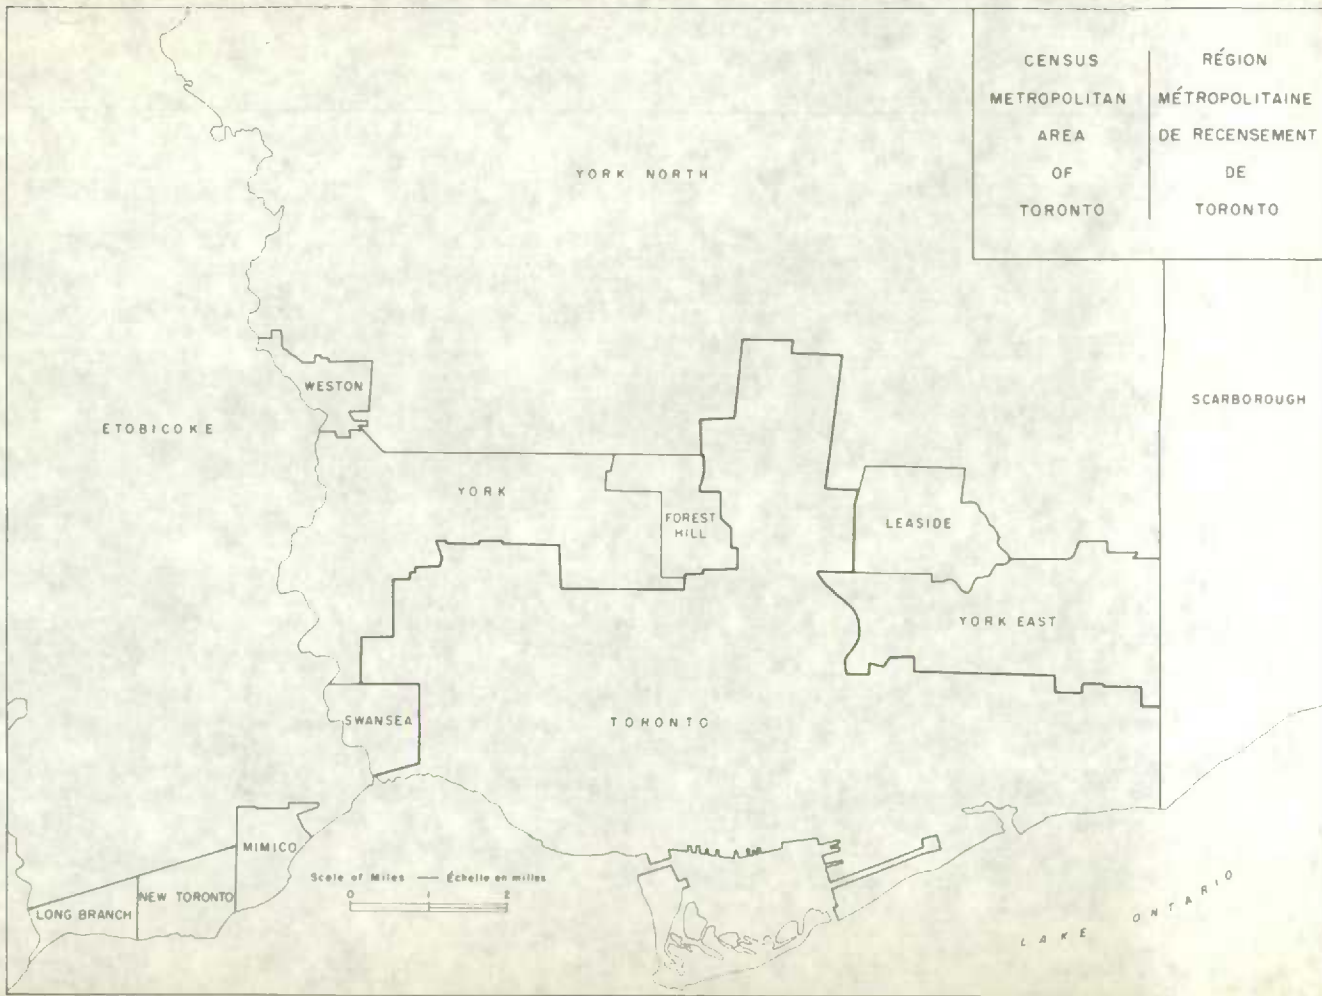 CENSUS
METROPOLITAN
AREA
OF
TORONTO
RÉGION
MÉTROPOLITAINE
DE RECENSEMENT
DE
TORONTO
YORK NORTH
WESTON
ETOBICOKE
SCARBOROUGH
YORK
FOREST
HILL
LEASIDE
YORK EAST
SWANSEA
TORONTO
MIMICO
NEW TORONTO
LONG BRANCH
Scale of Miles — Échelle en milles
0 1 2
LAKE ONTARIO